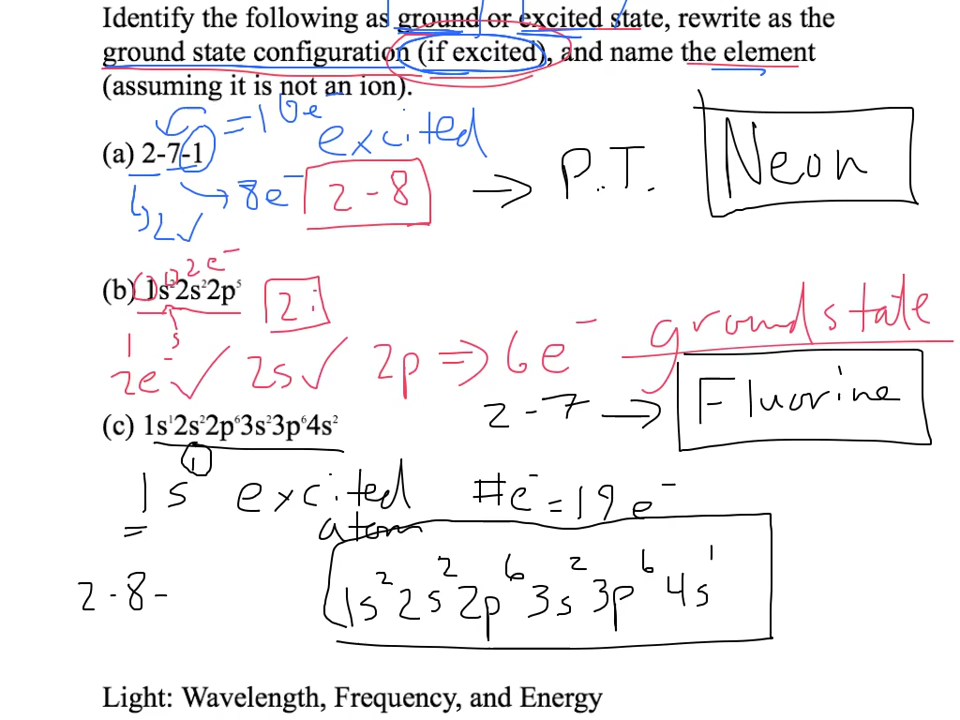 Identify the following as ground or excited state, rewrite as the
ground state configuration (if excited), and name the element
(assuming it is not an ion).
= 10e⁻ excited
(a) 2-7-1
8e⁻ 2-8 → P.T. Neon
2✓
2e⁻
(b) 1s²2s²2p⁵
2e⁻ ✓ 2s ✓ 2p ⇒ 6e⁻ ground state
2-7 → Fluorine
(c) 1s¹2s²2p⁶3s²3p⁶4s²
1s¹ excited #e⁻ = 19e⁻
atom
2-8- 1s²2s²2p⁶3s²3p⁶4s¹
Light: Wavelength, Frequency, and Energy